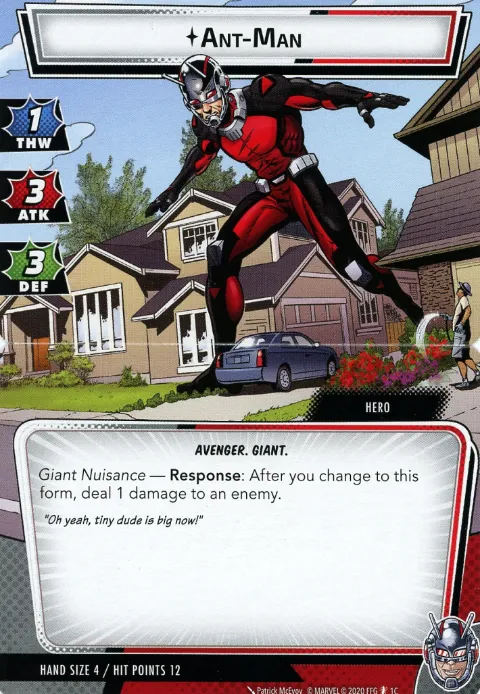 ANT-MAN
1
THW
3
ATK
3
DEF
HERO
AVENGER. GIANT.
Giant Nuisance — Response: After you change to this
form, deal 1 damage to an enemy.
"Oh yeah, tiny dude is big now!"
HAND SIZE 4 / HIT POINTS 12
Patrick McEvoy © MARVEL © 2020 FFG 1C